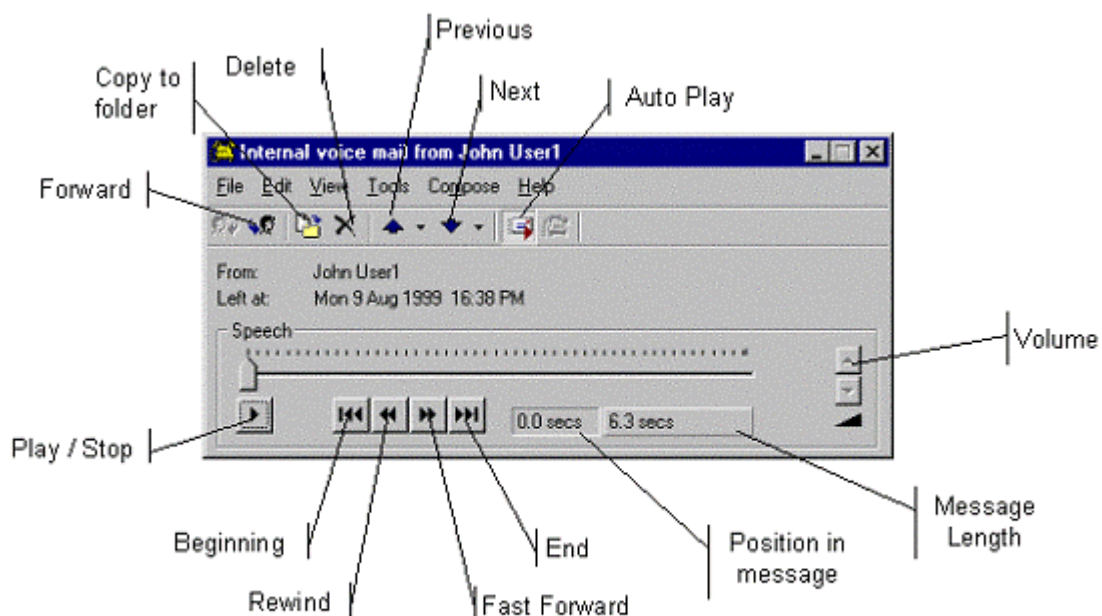 Previous
Delete
Copy to
folder
Next
Auto Play
Internal voice mail from John User1
Forward
File Edit View Tools Compose Help
From: John User1
Left at: Mon 9 Aug 1999 16:38 PM
Speech
Volume
0.0 secs 6.3 secs
Play / Stop
Beginning
End
Position in
message
Message
Length
Rewind
Fast Forward